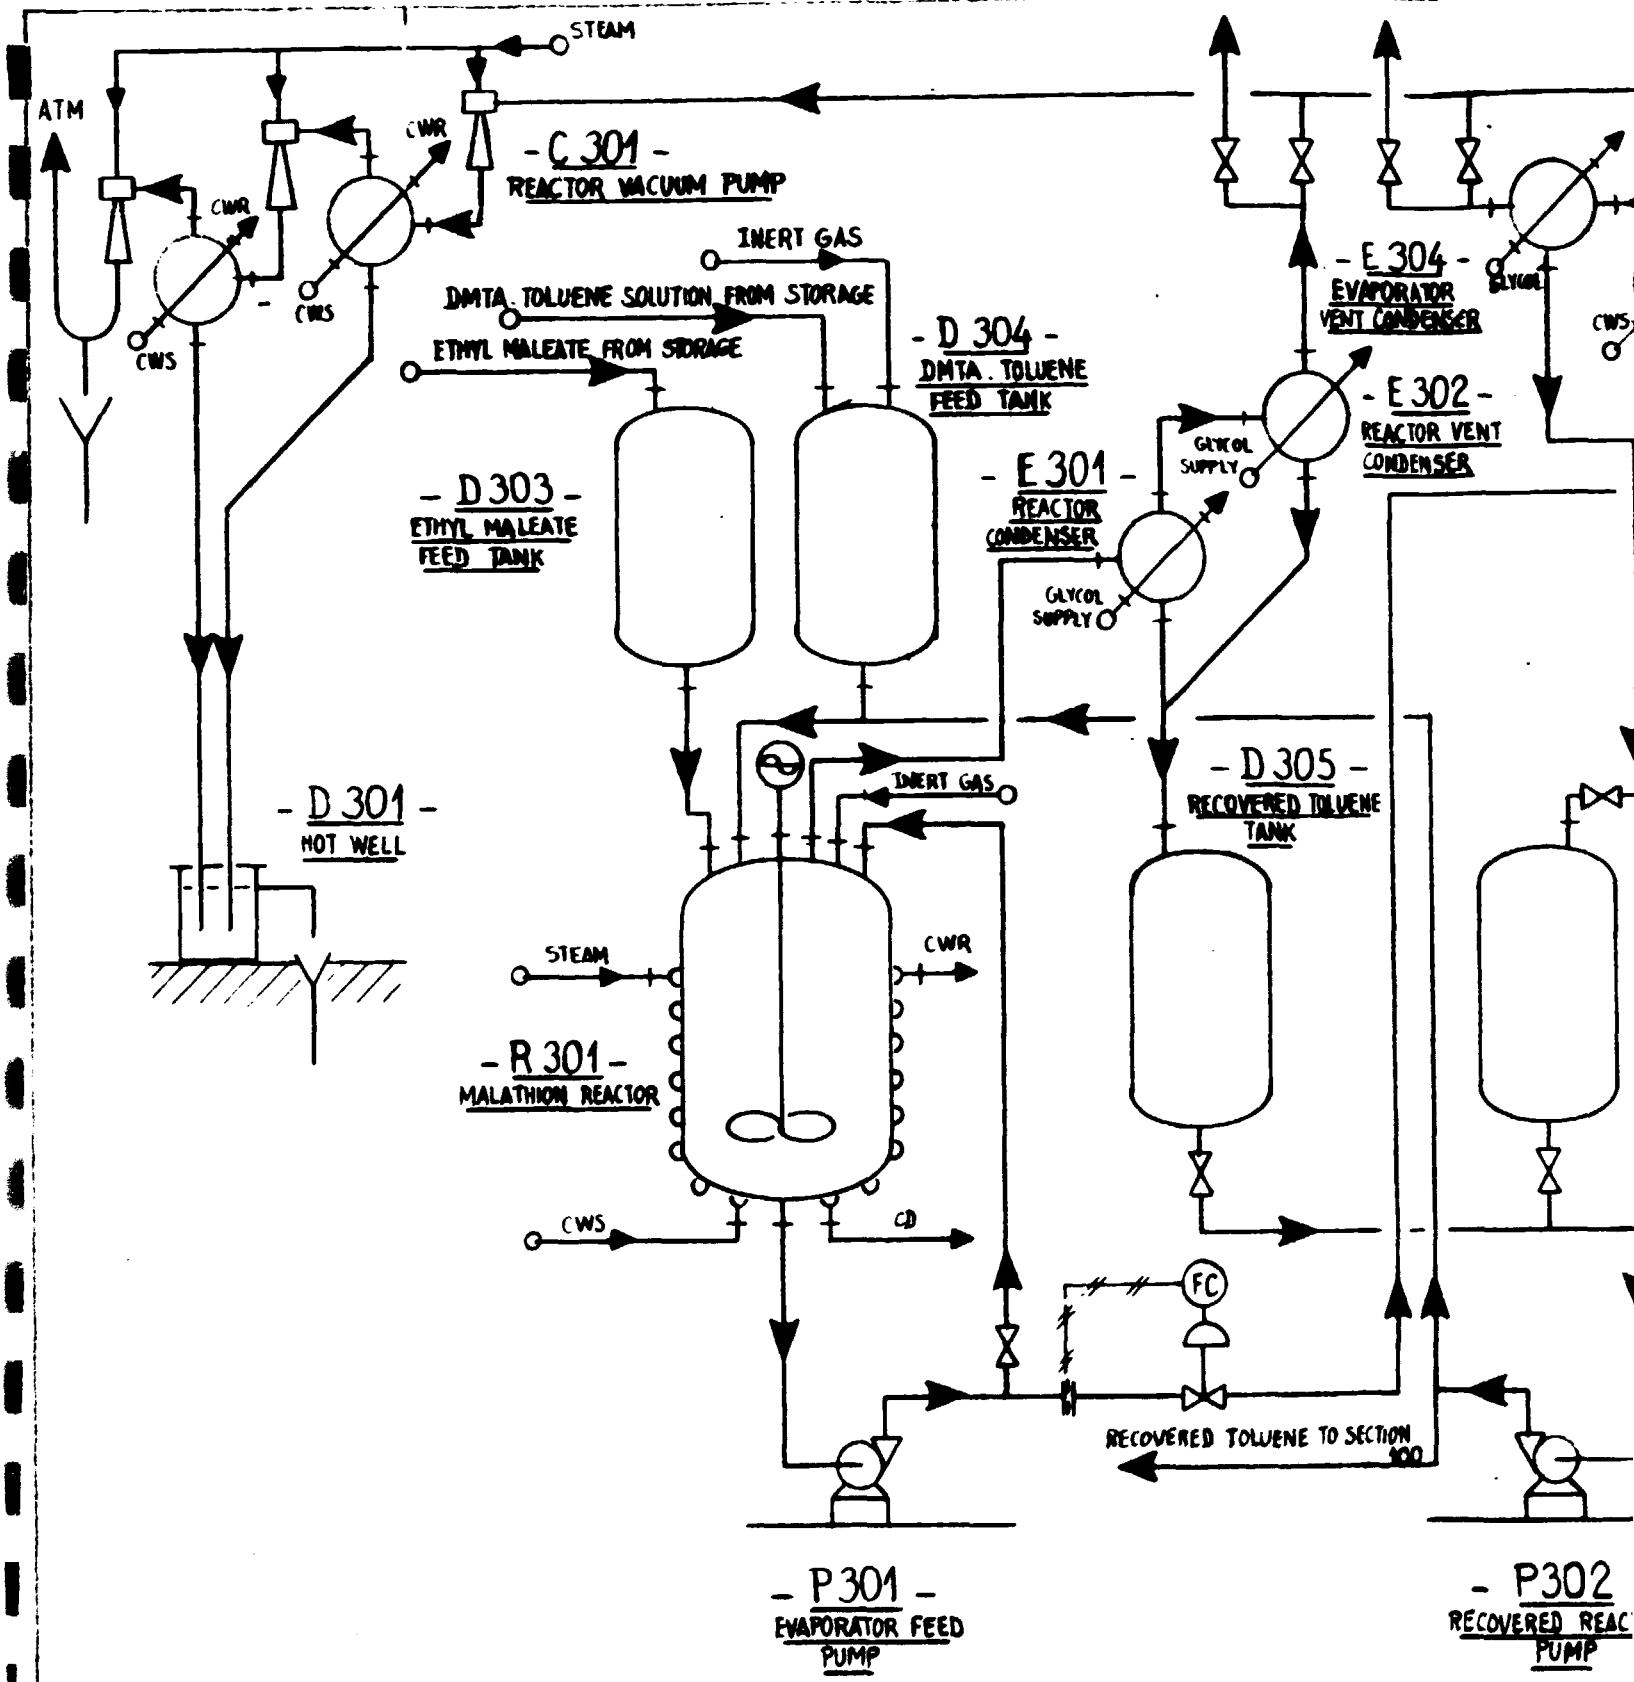 STEAM
ATM
CWR
- C 301 -
REACTOR VACUUM PUMP
CWR
INERT GAS
CWS
CWS
DMTA. TOLUENE SOLUTION FROM STORAGE
ETHYL MALEATE FROM STORAGE
- D 304 -
DMTA. TOLUENE
FEED TANK
- E 304 -
EVAPORATOR
VENT CONDENSER
GLYCOL
CWS
- E 302 -
REACTOR VENT
CONDENSER
GLYCOL
SUPPLY
- D 303 -
ETHYL MALEATE
FEED TANK
- E 301 -
REACTOR
CONDENSER
GLYCOL
SUPPLY
- D 301 -
HOT WELL
INERT GAS
- D 305 -
RECOVERED TOLUENE
TANK
STEAM
CWR
- R 301 -
MALATHION REACTOR
CWS
CD
FC
RECOVERED TOLUENE TO SECTION
100
- P 301 -
EVAPORATOR FEED
PUMP
- P302
RECOVERED REAC
PUMP